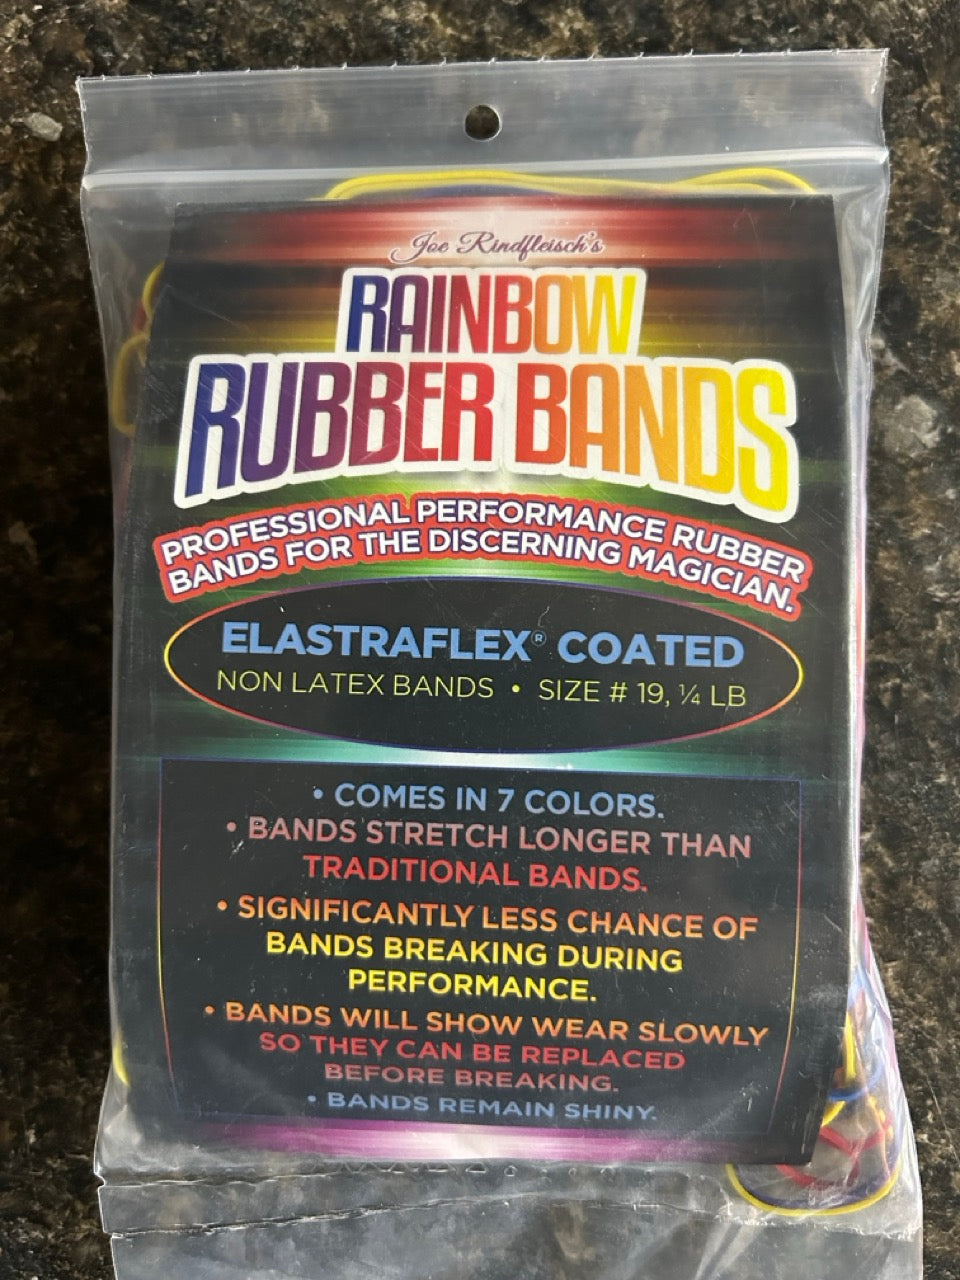 Joe Rindfleisch's
RAINBOW
RUBBER BANDS
PROFESSIONAL PERFORMANCE RUBBER
BANDS FOR THE DISCERNING MAGICIAN.
ELASTRAFLEX® COATED
NON LATEX BANDS • SIZE # 19, ¼ LB
• COMES IN 7 COLORS.
• BANDS STRETCH LONGER THAN
TRADITIONAL BANDS.
• SIGNIFICANTLY LESS CHANCE OF
BANDS BREAKING DURING
PERFORMANCE.
• BANDS WILL SHOW WEAR SLOWLY
SO THEY CAN BE REPLACED
BEFORE BREAKING.
• BANDS REMAIN SHINY.